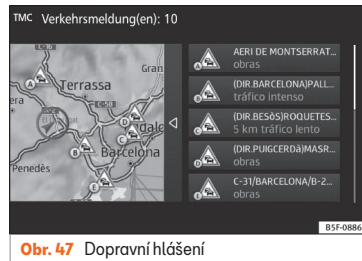 TMC Verkehrsmeldung(en): 10
Terrassa
Gran
C-58
era
Barcelona
Penedès
A
B
C
D
E
AERI DE MONTSERRAT...
obras
(DIR.BARCELONA)PALL...
tráfico intenso
(DIR.BESòS)ROQUETES...
5 km tráfico lento
(DIR.PUIGCERDà)MASR...
obras
C-31/BARCELONA/B-2...
obras
B5F-0886
Obr. 47 Dopravní hlášení